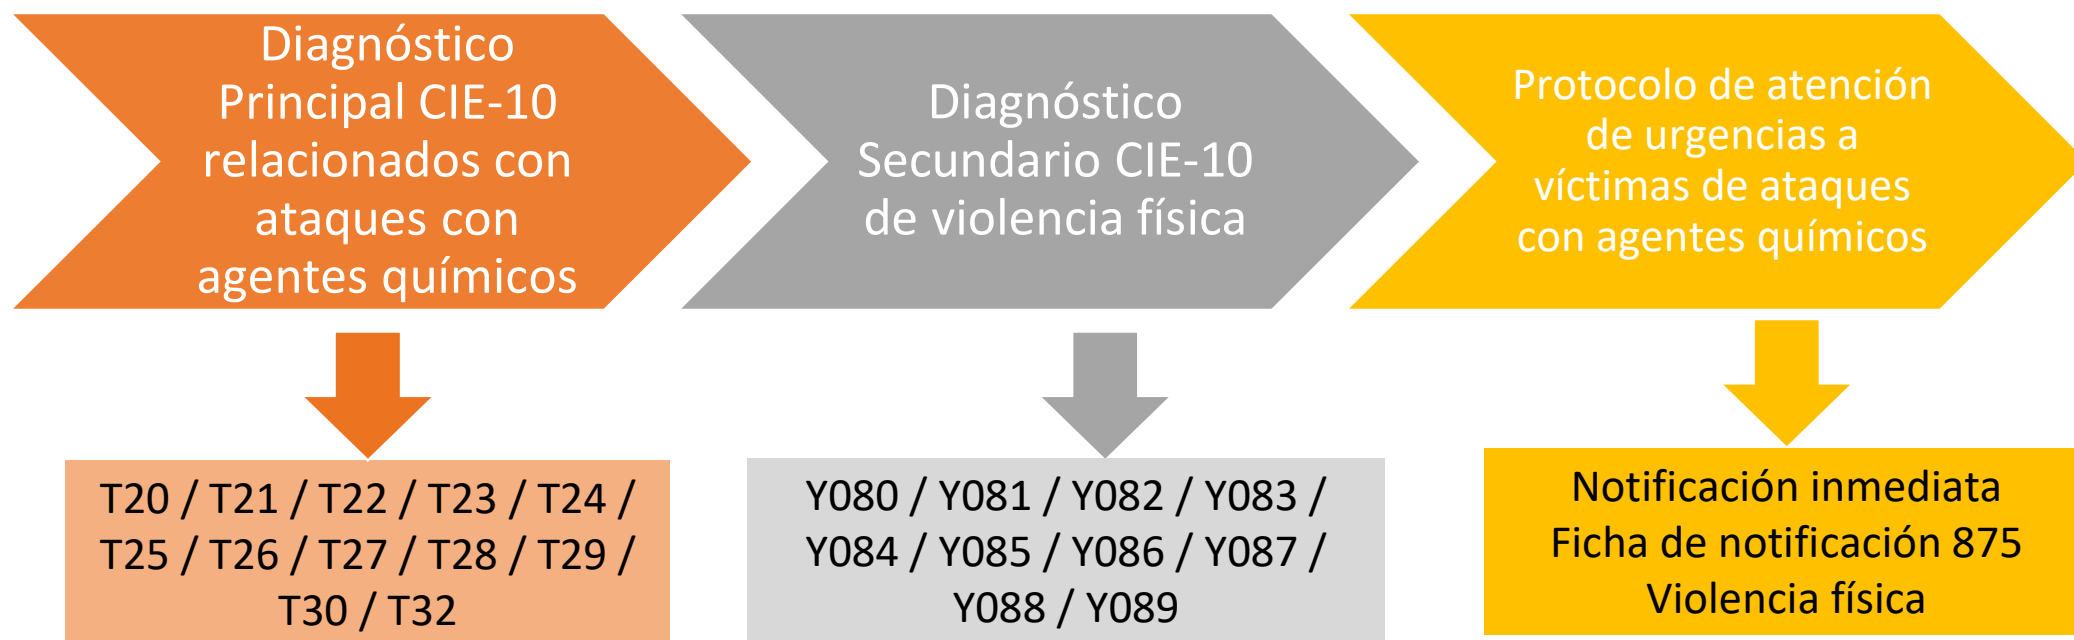 Diagnóstico
Principal CIE-10
relacionados con
ataques con
agentes químicos
Diagnóstico
Secundario CIE-10
de violencia física
Protocolo de atención
de urgencias a
víctimas de ataques
con agentes químicos
T20 / T21 / T22 / T23 / T24 /
T25 / T26 / T27 / T28 / T29 /
T30 / T32
Y080 / Y081 / Y082 / Y083 /
Y084 / Y085 / Y086 / Y087 /
Y088 / Y089
Notificación inmediata
Ficha de notificación 875
Violencia física